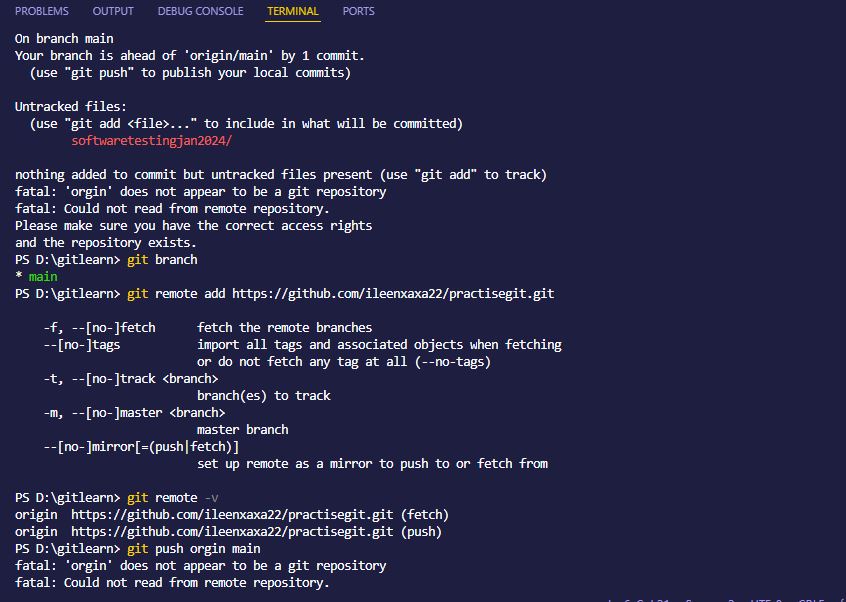 PROBLEMS OUTPUT DEBUG CONSOLE TERMINAL PORTS
On branch main
Your branch is ahead of 'origin/main' by 1 commit.
(use "git push" to publish your local commits)
Untracked files:
(use "git add <file>..." to include in what will be committed)
softwaretestingjan2024/
nothing added to commit but untracked files present (use "git add" to track)
fatal: 'orgin' does not appear to be a git repository
fatal: Could not read from remote repository.
Please make sure you have the correct access rights
and the repository exists.
PS D:\gitlearn> git branch
* main
PS D:\gitlearn> git remote add https://github.com/ileenxaxa22/practisegit.git
-f, --[no-]fetch fetch the remote branches
--[no-]tags import all tags and associated objects when fetching
or do not fetch any tag at all (--no-tags)
-t, --[no-]track <branch>
branch(es) to track
-m, --[no-]master <branch>
master branch
--[no-]mirror[=(push|fetch)]
set up remote as a mirror to push to or fetch from
PS D:\gitlearn> git remote -v
origin https://github.com/ileenxaxa22/practisegit.git (fetch)
origin https://github.com/ileenxaxa22/practisegit.git (push)
PS D:\gitlearn> git push orgin main
fatal: 'orgin' does not appear to be a git repository
fatal: Could not read from remote repository.